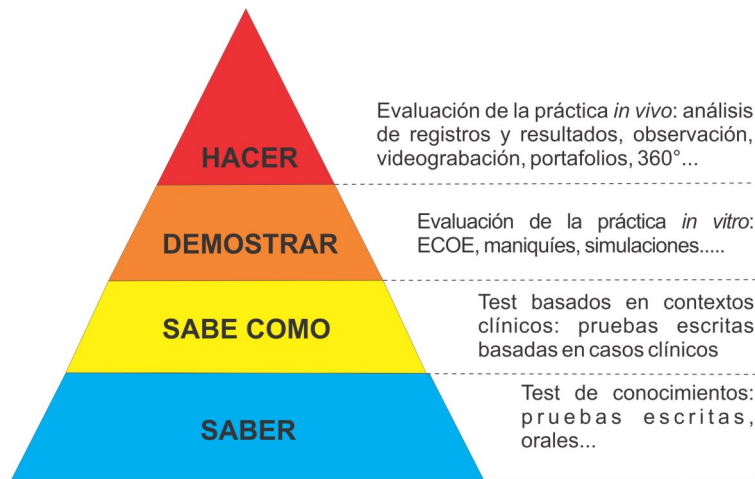 HACER
Evaluación de la práctica in vivo: análisis
de registros y resultados, observación,
videograbación, portafolios, 360°...
DEMOSTRAR
Evaluación de la práctica in vitro:
ECOE, maniquíes, simulaciones.....
SABE COMO
Test basados en contextos
clínicos: pruebas escritas
basadas en casos clínicos
SABER
Test de conocimientos:
pruebas escritas,
orales...